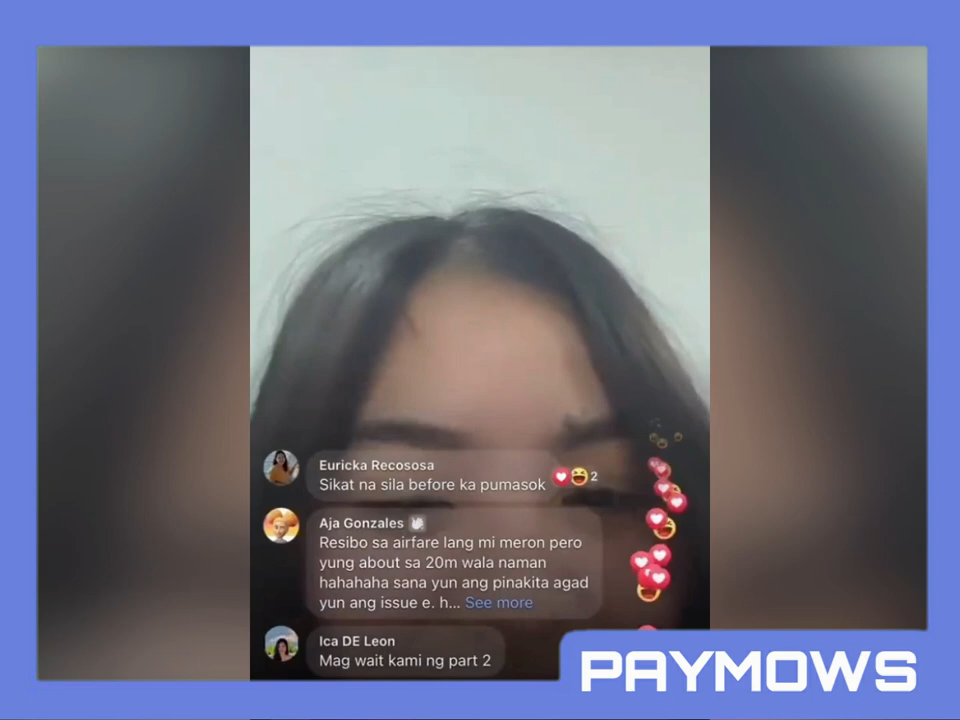 Euricka Recososa
Sikat na sila before ka pumasok
2
Aja Gonzales
Resibo sa airfare lang mi meron pero
yung about sa 20m wala naman
hahahaha sana yun ang pinakita agad
yun ang issue e. h... See more
Ica DE Leon
Mag wait kami ng part 2
PAYMOWS